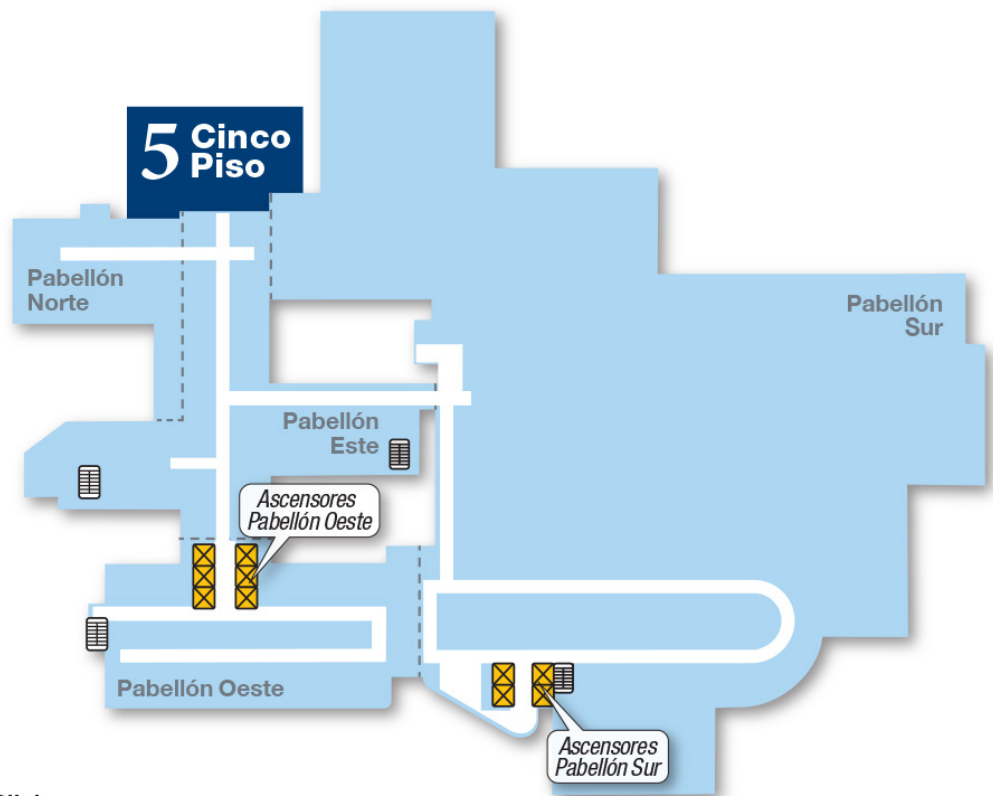 5 Cinco
Piso
Pabellón
Norte
Pabellón
Sur
Pabellón
Este
Ascensores
Pabellón Oeste
Pabellón Oeste
Ascensores
Pabellón Sur